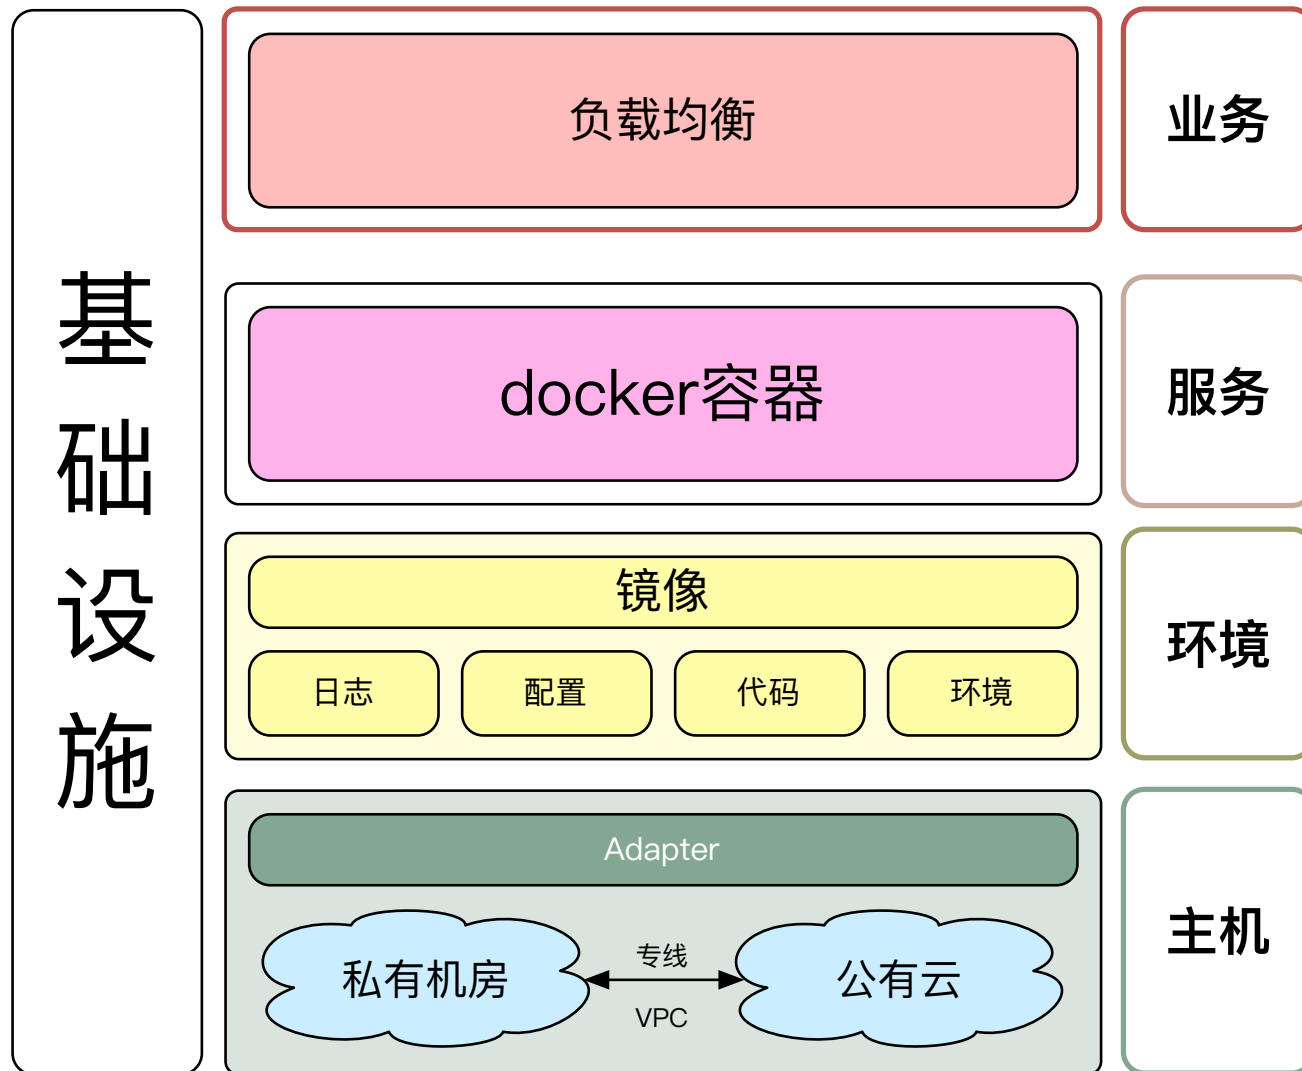 基础设施
负载均衡
业务
docker容器
服务
镜像
日志
配置
代码
环境
环境
Adapter
私有机房
专线
VPC
公有云
主机